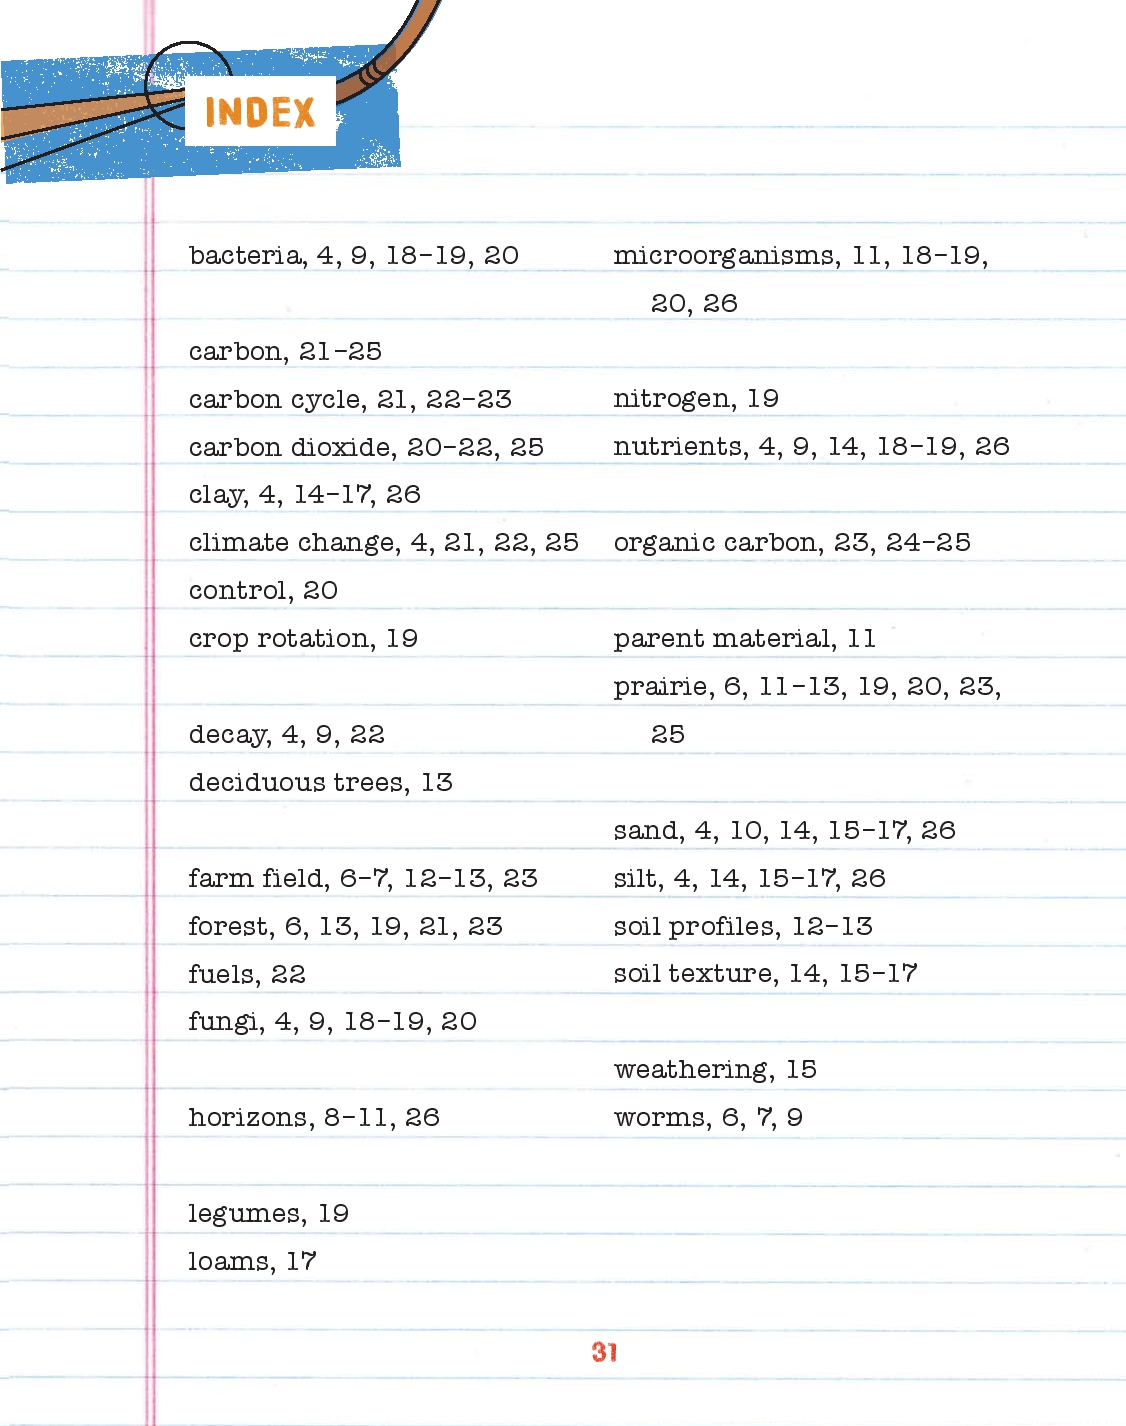 INDEX
bacteria, 4, 9, 18–19, 20
carbon, 21–25
carbon cycle, 21, 22–23
carbon dioxide, 20–22, 25
clay, 4, 14–17, 26
climate change, 4, 21, 22, 25
control, 20
crop rotation, 19
decay, 4, 9, 22
deciduous trees, 13
farm field, 6–7, 12–13, 23
forest, 6, 13, 19, 21, 23
fuels, 22
fungi, 4, 9, 18–19, 20
horizons, 8–11, 26
legumes, 19
loams, 17
microorganisms, 11, 18–19,
20, 26
nitrogen, 19
nutrients, 4, 9, 14, 18–19, 26
organic carbon, 23, 24–25
parent material, 11
prairie, 6, 11–13, 19, 20, 23,
25
sand, 4, 10, 14, 15–17, 26
silt, 4, 14, 15–17, 26
soil profiles, 12–13
soil texture, 14, 15–17
weathering, 15
worms, 6, 7, 9
31